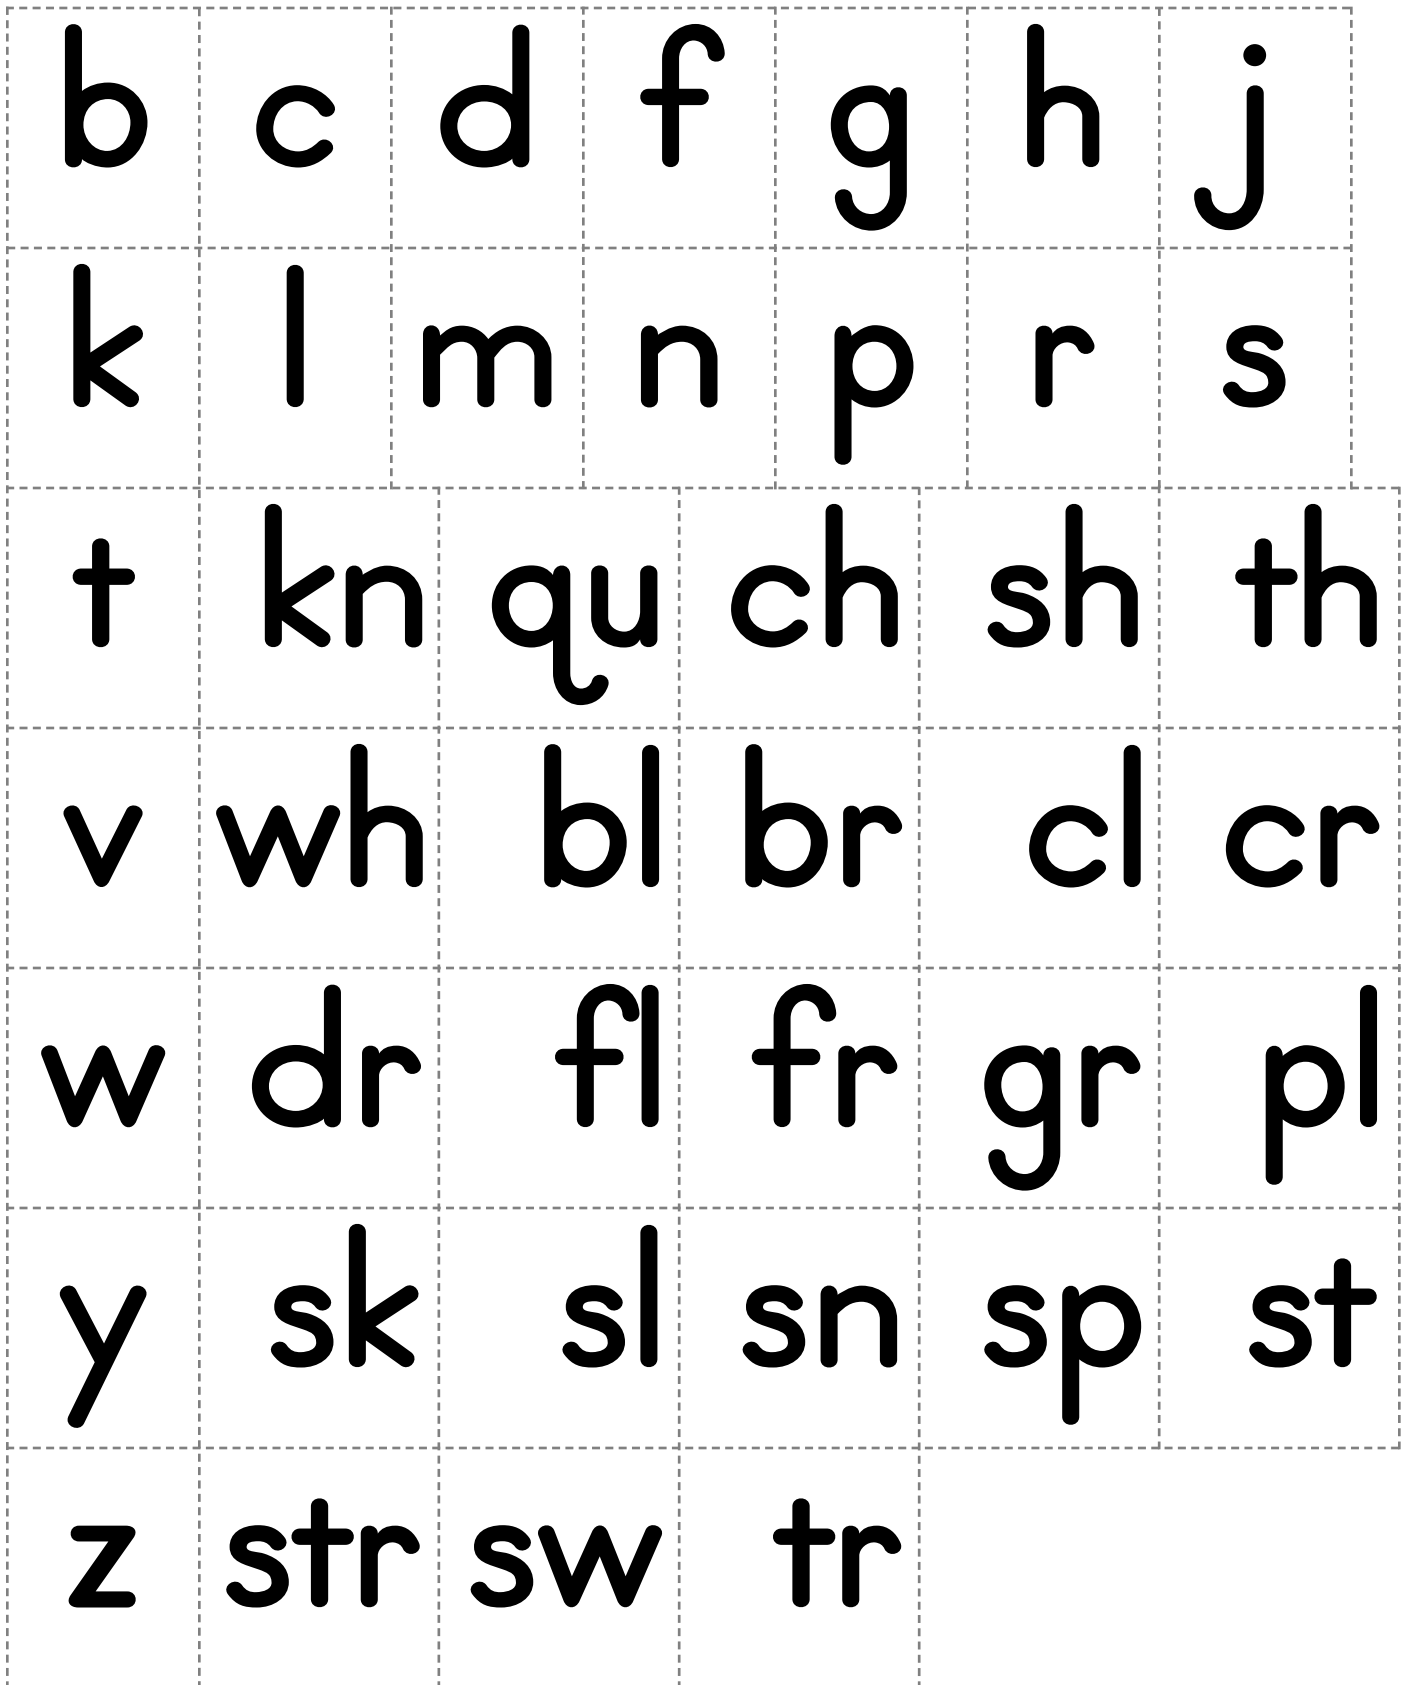 b c d f g h j
k l m n p r s
t kn qu ch sh th
v wh bl br cl cr
w dr fl fr gr pl
y sk sl sn sp st
z str sw tr